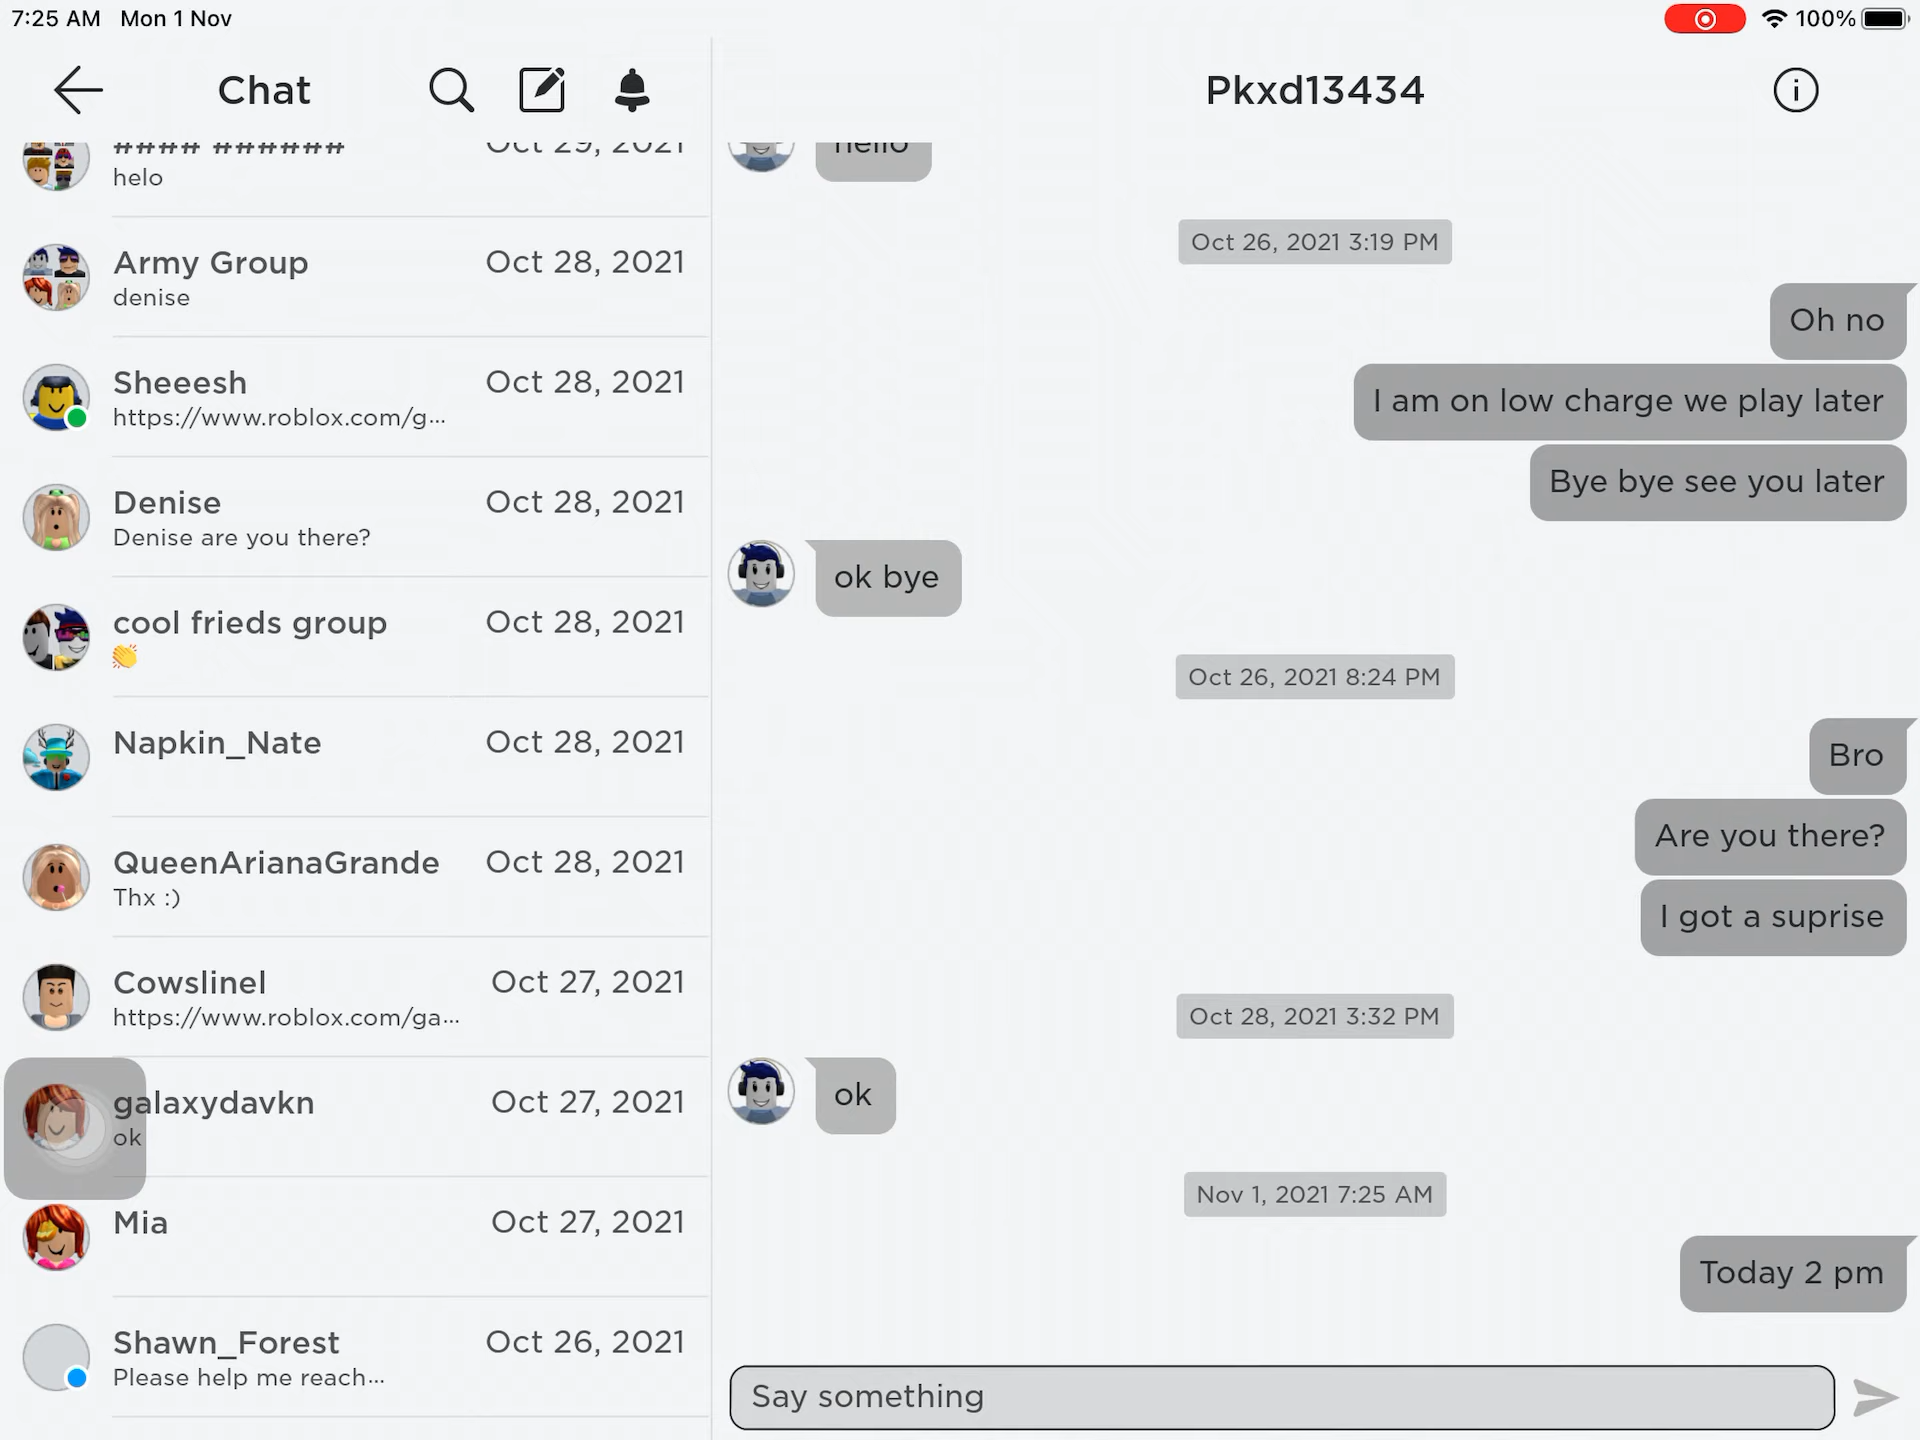 7:25 AM Mon 1 Nov
100%
Chat
Pkxd13434
#### ###### Oct 29, 2021
helo
Army Group Oct 28, 2021
denise
Sheeesh Oct 28, 2021
https://www.roblox.com/g...
Denise Oct 28, 2021
Denise are you there?
cool frieds group Oct 28, 2021
👏
Napkin_Nate Oct 28, 2021
QueenArianaGrande Oct 28, 2021
Thx :)
Cowslinel Oct 27, 2021
https://www.roblox.com/ga...
galaxydavkn Oct 27, 2021
ok
Mia Oct 27, 2021
Shawn_Forest Oct 26, 2021
Please help me reach...
hello
Oct 26, 2021 3:19 PM
Oh no
I am on low charge we play later
Bye bye see you later
ok bye
Oct 26, 2021 8:24 PM
Bro
Are you there?
I got a suprise
Oct 28, 2021 3:32 PM
ok
Nov 1, 2021 7:25 AM
Today 2 pm
Say something